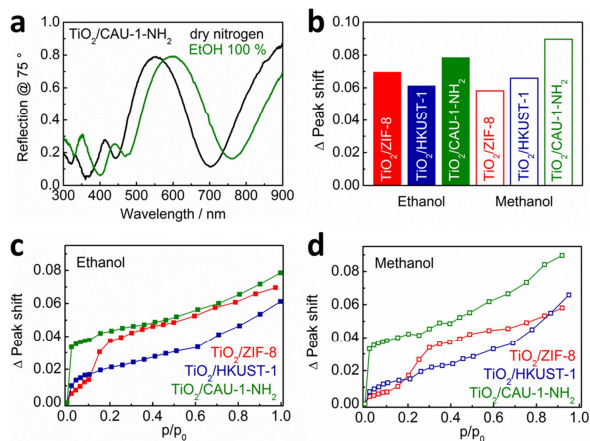 a
TiO₂/CAU-1-NH₂ dry nitrogen
EtOH 100 %
Reflection @ 75 °
1.0
0.8
0.6
0.4
0.2
0.0
300 400 500 600 700 800 900
Wavelength / nm
b
Δ Peak shift
0.10
0.08
0.06
0.04
0.02
0.00
TiO₂/ZIF-8
TiO₂/HKUST-1
TiO₂/CAU-1-NH₂
TiO₂/ZIF-8
TiO₂/HKUST-1
TiO₂/CAU-1-NH₂
Ethanol Methanol
c
Ethanol
Δ Peak shift
0.08
0.06
0.04
0.02
0.00
TiO₂/ZIF-8
TiO₂/HKUST-1
TiO₂/CAU-1-NH₂
0.0 0.2 0.4 0.6 0.8 1.0
p/p₀
d
Methanol
Δ Peak shift
0.08
0.06
0.04
0.02
0.00
TiO₂/ZIF-8
TiO₂/HKUST-1
TiO₂/CAU-1-NH₂
0.0 0.2 0.4 0.6 0.8 1.0
p/p₀